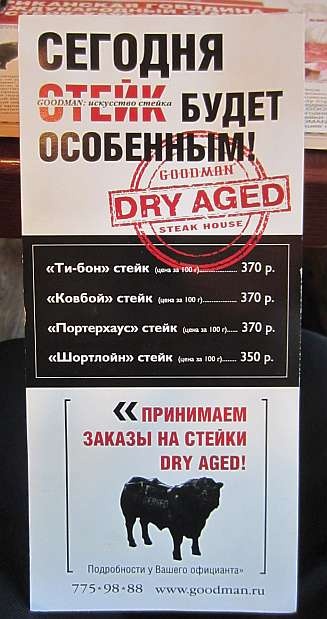 СЕГОДНЯ
СТЕЙК БУДЕТ
GOODMAN: искусство стейка
ОСОБЕННЫМ!
GOODMAN
DRY AGED
STEAK HOUSE
«Ти-бон» стейк (цена за 100 г).................. 370 р.
«Ковбой» стейк (цена за 100 г)............... 370 р.
«Портерхаус» стейк (цена за 100 г)....... 370 р.
«Шортлойн» стейк (цена за 100 г)....... 350 р.
« ПРИНИМАЕМ
ЗАКАЗЫ НА СТЕЙКИ
DRY AGED!
Подробности у Вашего официанта»
775*98*88 www.goodman.ru